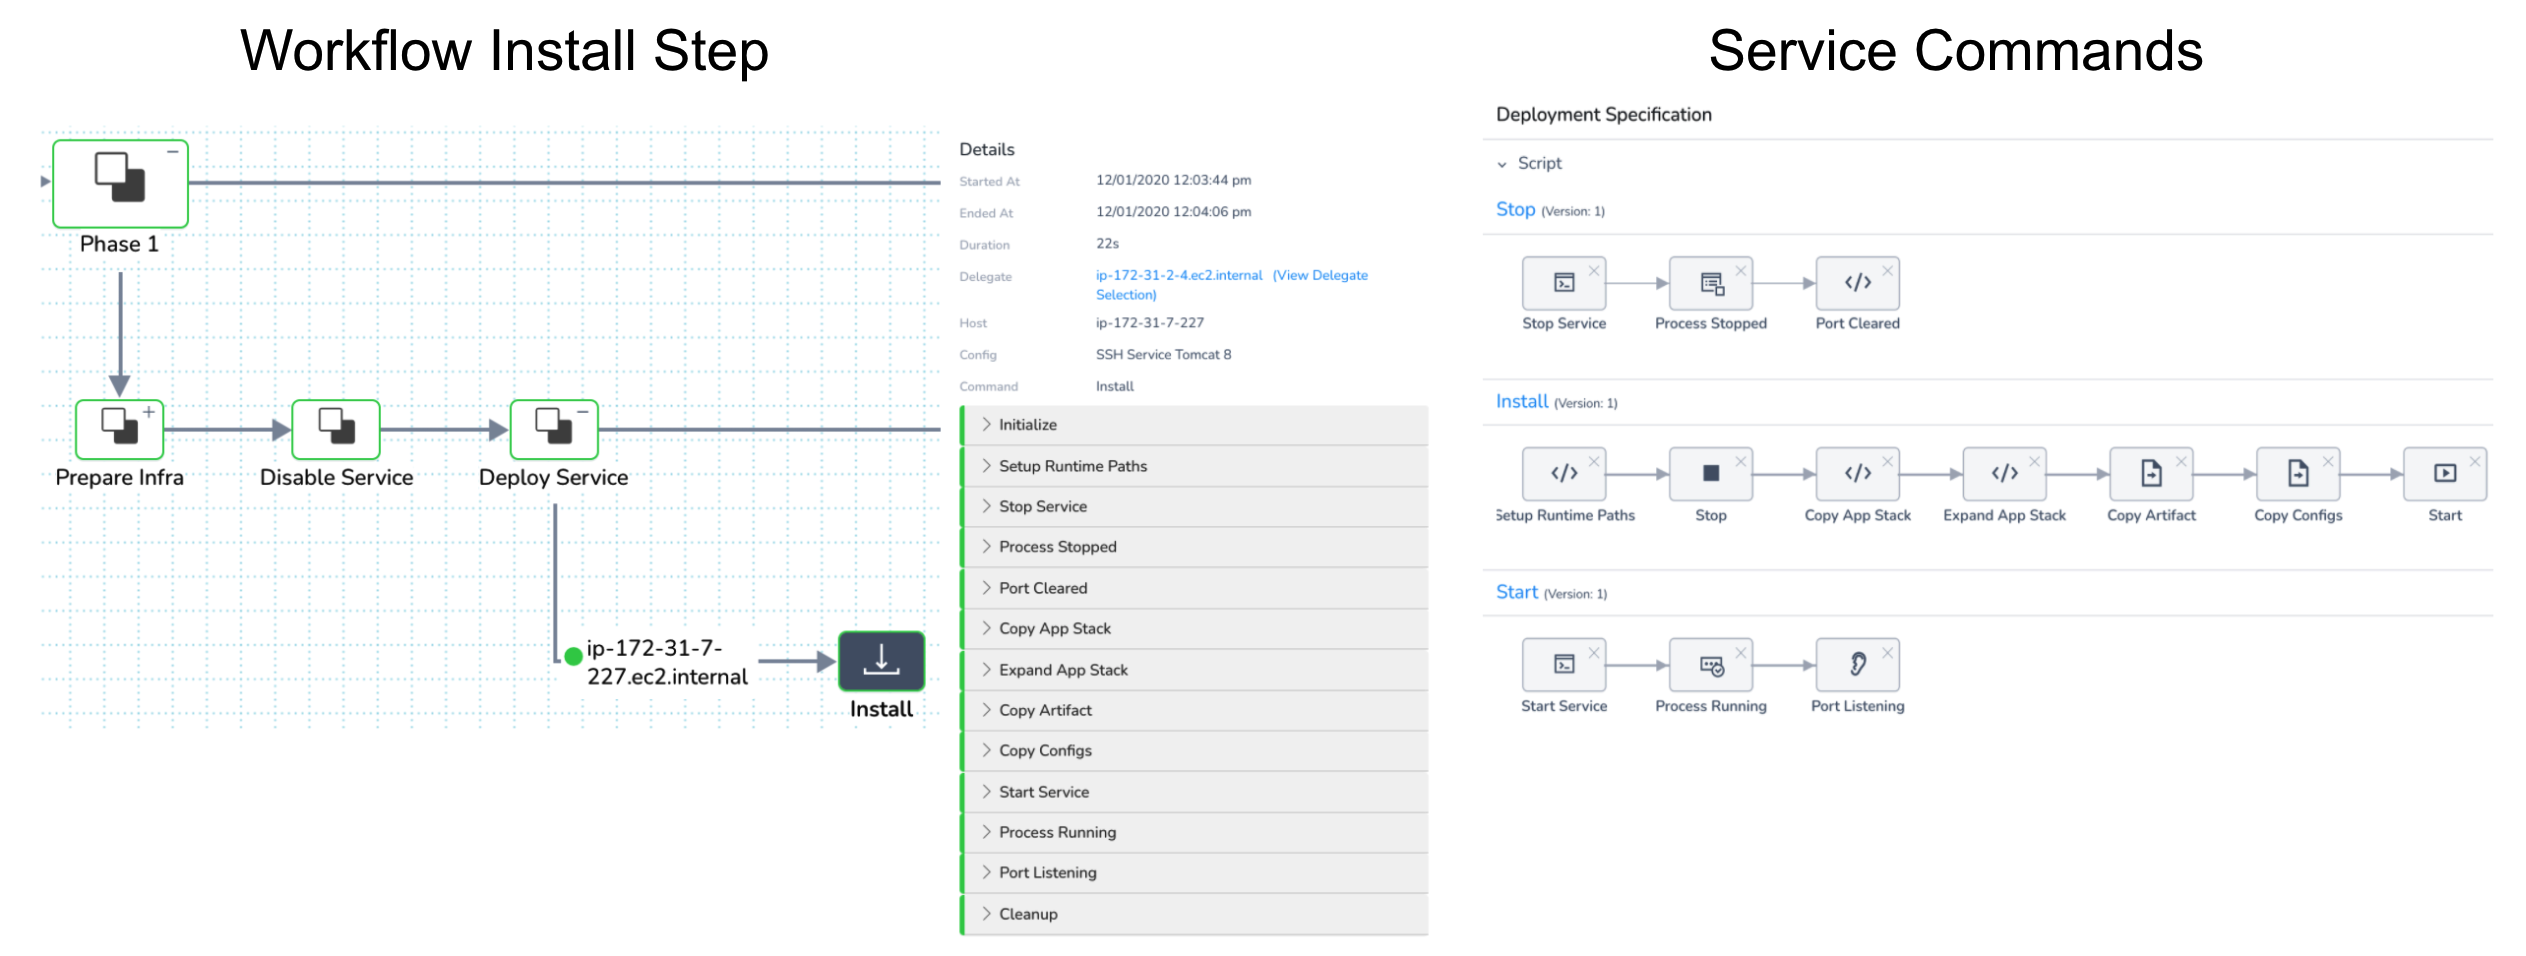 Workflow Install Step
Phase 1
Prepare Infra
Disable Service
Deploy Service
ip-172-31-7-
227.ec2.internal
Install
Details
Started At 12/01/2020 12:03:44 pm
Ended At 12/01/2020 12:04:06 pm
Duration 22s
Delegate ip-172-31-2-4.ec2.internal (View Delegate
Selection)
Host ip-172-31-7-227
Config SSH Service Tomcat 8
Command Install
Initialize
Setup Runtime Paths
Stop Service
Process Stopped
Port Cleared
Copy App Stack
Expand App Stack
Copy Artifact
Copy Configs
Start Service
Process Running
Port Listening
Cleanup
Service Commands
Deployment Specification
Script
Stop (Version: 1)
Stop Service Process Stopped Port Cleared
Install (Version: 1)
Setup Runtime Paths Stop Copy App Stack Expand App Stack Copy Artifact Copy Configs Start
Start (Version: 1)
Start Service Process Running Port Listening